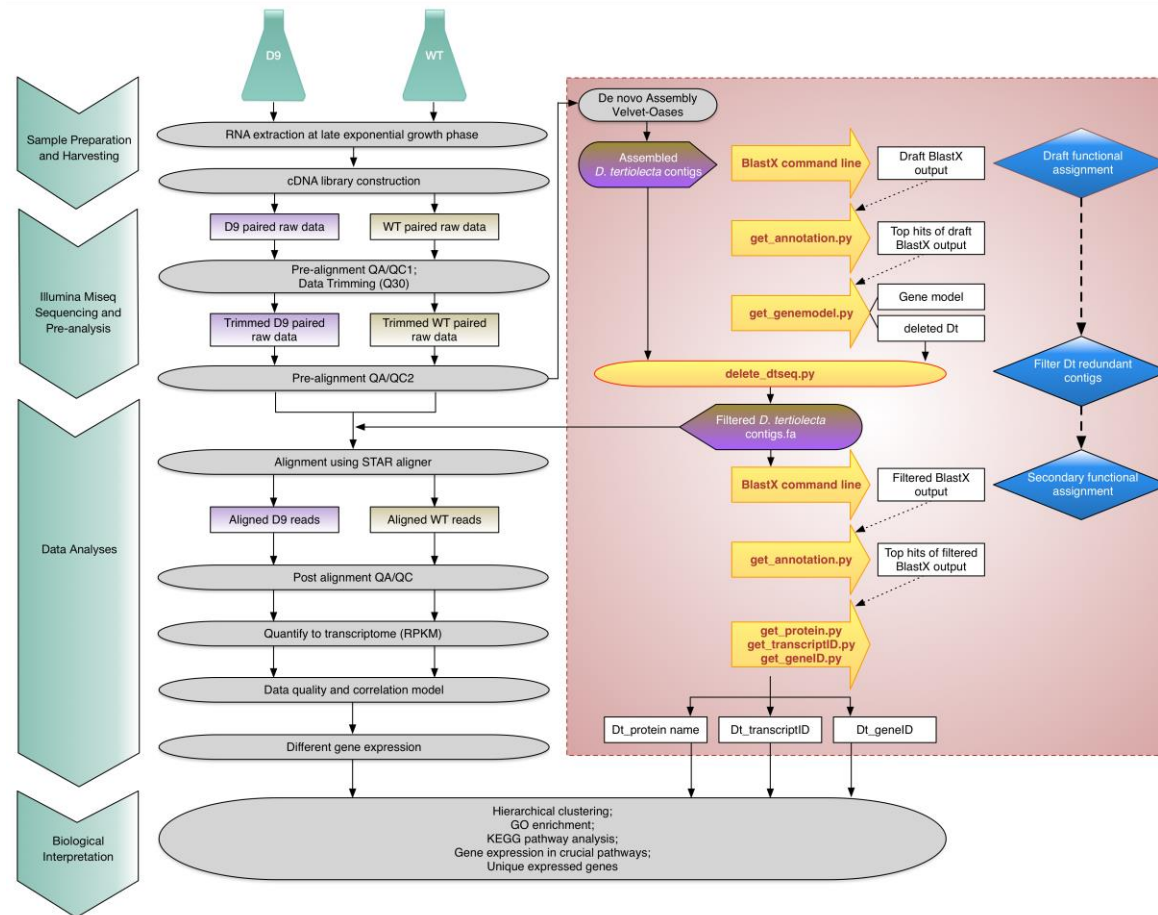 D9
WT
Sample Preparation
and Harvesting
RNA extraction at late exponential growth phase
cDNA library construction
Illumina Miseq
Sequencing and
Pre-analysis
D9 paired raw data
WT paired raw data
Pre-alignment QA/QC1;
Data Trimming (Q30)
Trimmed D9 paired
raw data
Trimmed WT paired
raw data
Pre-alignment QA/QC2
Data Analyses
Alignment using STAR aligner
Aligned D9 reads
Aligned WT reads
Post alignment QA/QC
Quantify to transcriptome (RPKM)
Data quality and correlation model
Different gene expression
De novo Assembly
Velvet-Oases
Assembled
D. tertiolecta contigs
BlastX command line
Draft BlastX
output
Draft functional
assignment
get_annotation.py
Top hits of draft
BlastX output
get_genemodel.py
Gene model
deleted Dt
delete_dtseq.py
Filter Dt redundant
contigs
Filtered D. tertiolecta
contigs.fa
BlastX command line
Filtered BlastX
output
Secondary functional
assignment
get_annotation.py
Top hits of filtered
BlastX output
get_protein.py
get_transcriptID.py
get_geneID.py
Dt_protein name
Dt_transcriptID
Dt_geneID
Biological
Interpretation
Hierarchical clustering;
GO enrichment;
KEGG pathway analysis;
Gene expression in crucial pathways;
Unique expressed genes